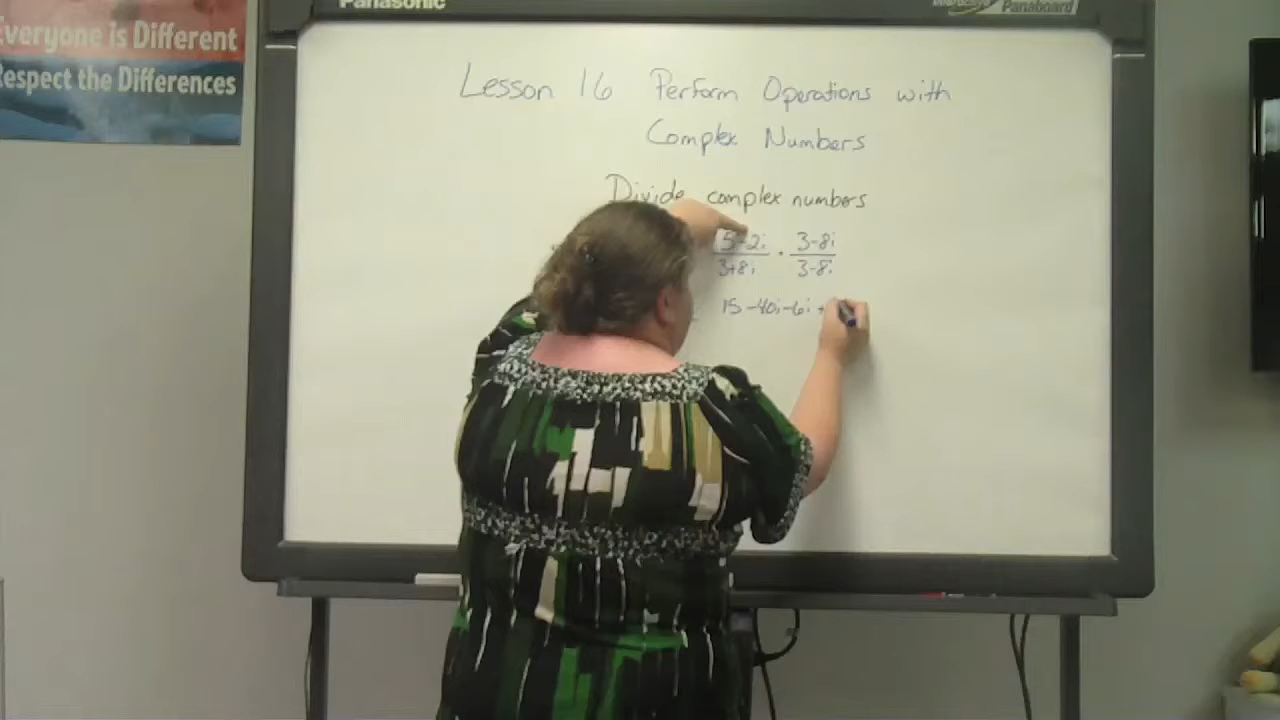 Panasonic
Interactive Panaboard
Everyone is Different
Respect the Differences
Lesson 16 Perform Operations with
Complex Numbers
Divide complex numbers
5-2i / 3+8i · 3-8i / 3-8i
15-40i-6i +